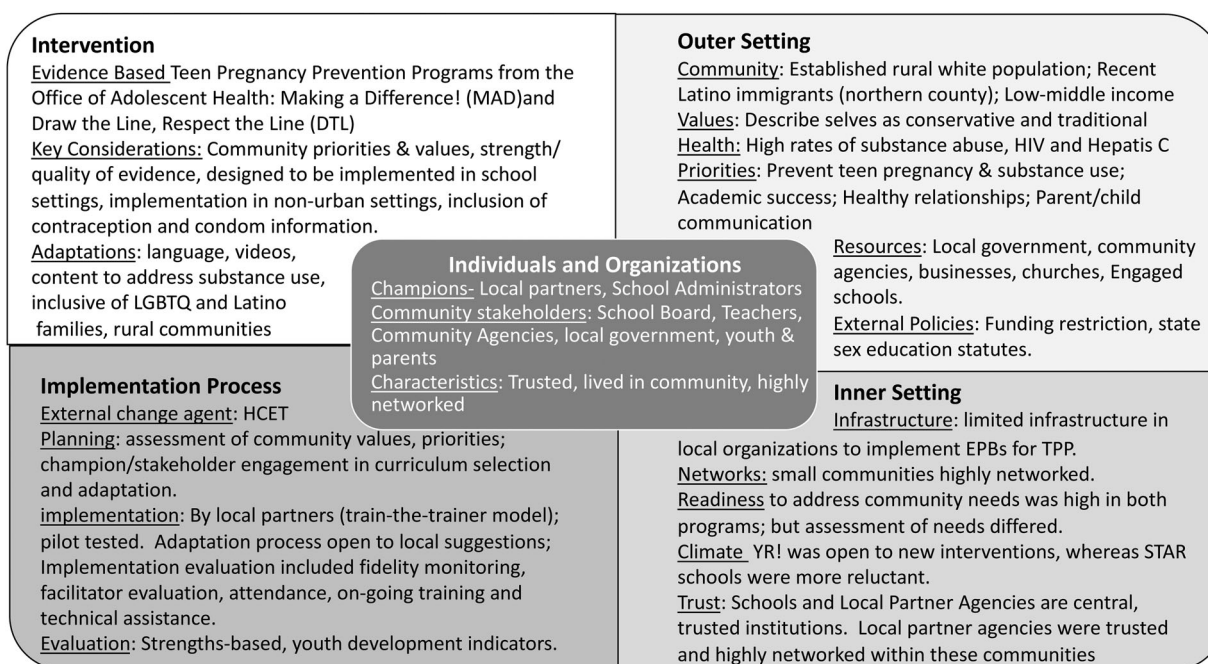 Intervention
Evidence Based Teen Pregnancy Prevention Programs from the
Office of Adolescent Health: Making a Difference! (MAD)and
Draw the Line, Respect the Line (DTL)
Key Considerations: Community priorities & values, strength/
quality of evidence, designed to be implemented in school
settings, implementation in non-urban settings, inclusion of
contraception and condom information.
Adaptations: language, videos,
content to address substance use,
inclusive of LGBTQ and Latino
families, rural communities
Outer Setting
Community: Established rural white population; Recent
Latino immigrants (northern county); Low-middle income
Values: Describe selves as conservative and traditional
Health: High rates of substance abuse, HIV and Hepatis C
Priorities: Prevent teen pregnancy & substance use;
Academic success; Healthy relationships; Parent/child
communication
Resources: Local government, community
agencies, businesses, churches, Engaged
schools.
External Policies: Funding restriction, state
sex education statutes.
Individuals and Organizations
Champions- Local partners, School Administrators
Community stakeholders: School Board, Teachers,
Community Agencies, local government, youth &
parents
Characteristics: Trusted, lived in community, highly
networked
Implementation Process
External change agent: HCET
Planning: assessment of community values, priorities;
champion/stakeholder engagement in curriculum selection
and adaptation.
implementation: By local partners (train-the-trainer model);
pilot tested. Adaptation process open to local suggestions;
Implementation evaluation included fidelity monitoring,
facilitator evaluation, attendance, on-going training and
technical assistance.
Evaluation: Strengths-based, youth development indicators.
Inner Setting
Infrastructure: limited infrastructure in
local organizations to implement EPBs for TPP.
Networks: small communities highly networked.
Readiness to address community needs was high in both
programs; but assessment of needs differed.
Climate YR! was open to new interventions, whereas STAR
schools were more reluctant.
Trust: Schools and Local Partner Agencies are central,
trusted institutions. Local partner agencies were trusted
and highly networked within these communities